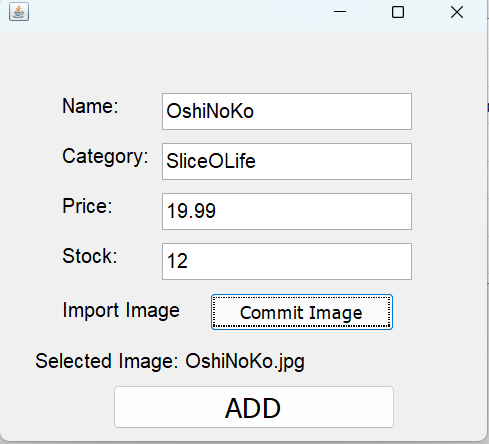 Name: OshiNoKo
Category: SliceOLife
Price: 19.99
Stock: 12
Import Image Commit Image
Selected Image: OshiNoKo.jpg
ADD